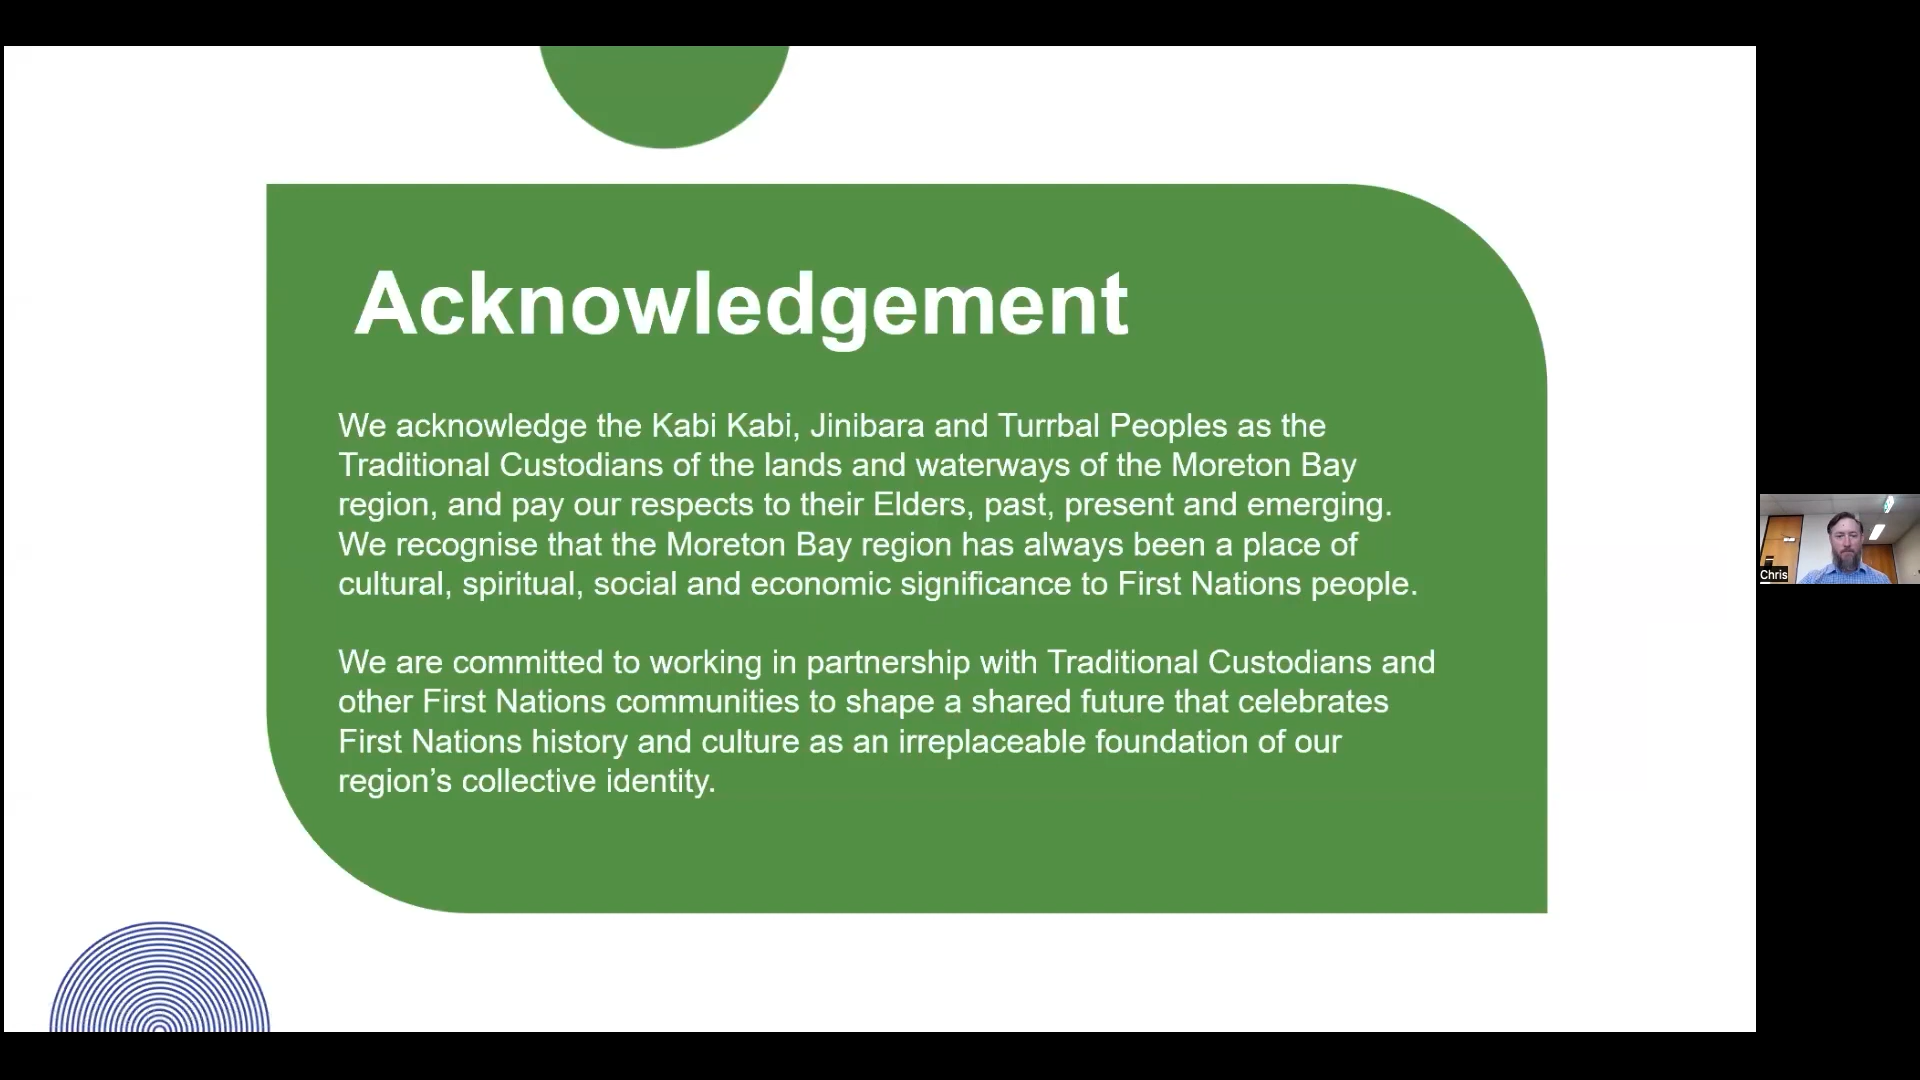 Acknowledgement
We acknowledge the Kabi Kabi, Jinibara and Turrbal Peoples as the
Traditional Custodians of the lands and waterways of the Moreton Bay
region, and pay our respects to their Elders, past, present and emerging.
We recognise that the Moreton Bay region has always been a place of
cultural, spiritual, social and economic significance to First Nations people.
We are committed to working in partnership with Traditional Custodians and
other First Nations communities to shape a shared future that celebrates
First Nations history and culture as an irreplaceable foundation of our
region’s collective identity.
Chris